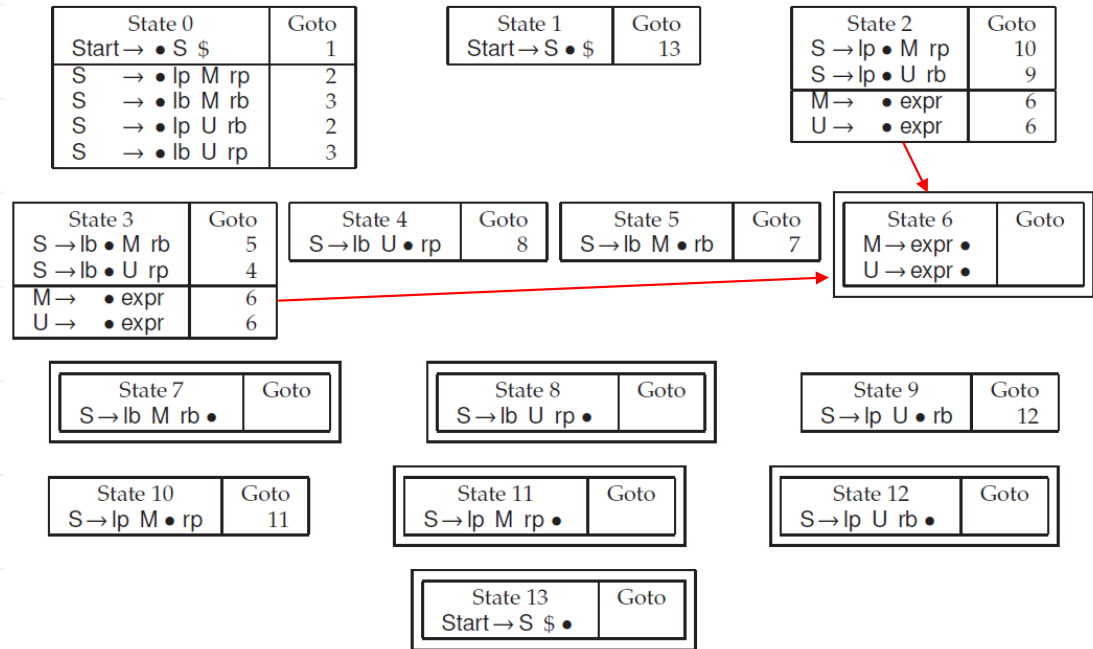 State 0 Goto
Start → • S $ 1
S → • lp M rp 2
S → • lb M rb 3
S → • lp U rb 2
S → • lb U rp 3
State 1 Goto
Start → S • $ 13
State 2 Goto
S → lp • M rp 10
S → lp • U rb 9
M → • expr 6
U → • expr 6
State 3 Goto
S → lb • M rb 5
S → lb • U rp 4
M → • expr 6
U → • expr 6
State 4 Goto
S → lb U • rp 8
State 5 Goto
S → lb M • rb 7
State 6 Goto
M → expr •
U → expr •
State 7 Goto
S → lb M rb •
State 8 Goto
S → lb U rp •
State 9 Goto
S → lp U • rb 12
State 10 Goto
S → lp M • rp 11
State 11 Goto
S → lp M rp •
State 12 Goto
S → lp U rb •
State 13 Goto
Start → S $ •